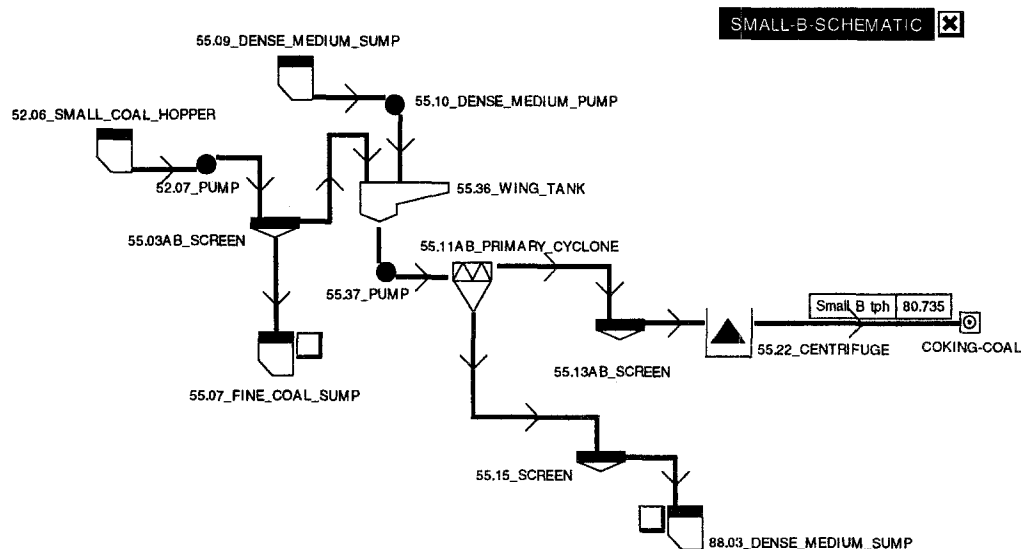 SMALL-B-SCHEMATIC
55.09_DENSE_MEDIUM_SUMP
55.10_DENSE_MEDIUM_PUMP
52.06_SMALL_COAL_HOPPER
52.07_PUMP
55.36_WING_TANK
55.03AB_SCREEN
55.11AB_PRIMARY_CYCLONE
55.37_PUMP
Small_B tph 80.735
55.22_CENTRIFUGE
COKING-COAL
55.13AB_SCREEN
55.07_FINE_COAL_SUMP
55.15_SCREEN
88.03_DENSE_MEDIUM_SUMP